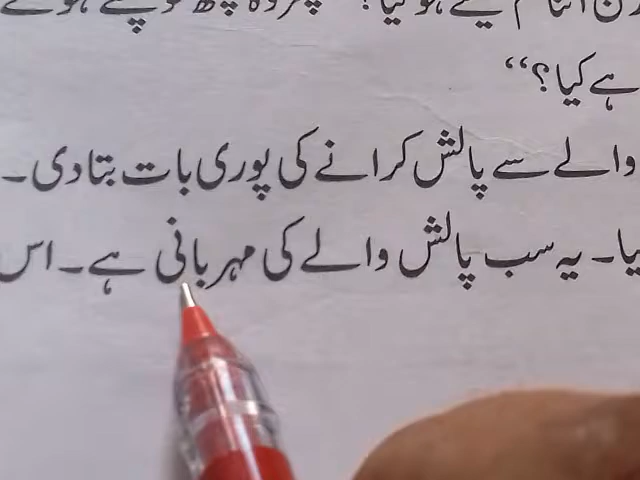 ہے کیا؟‘‘
والے سے پالش کرانے کی پوری بات بتا دی۔
یا۔ یہ سب پالش والے کی مہربانی ہے۔ اس